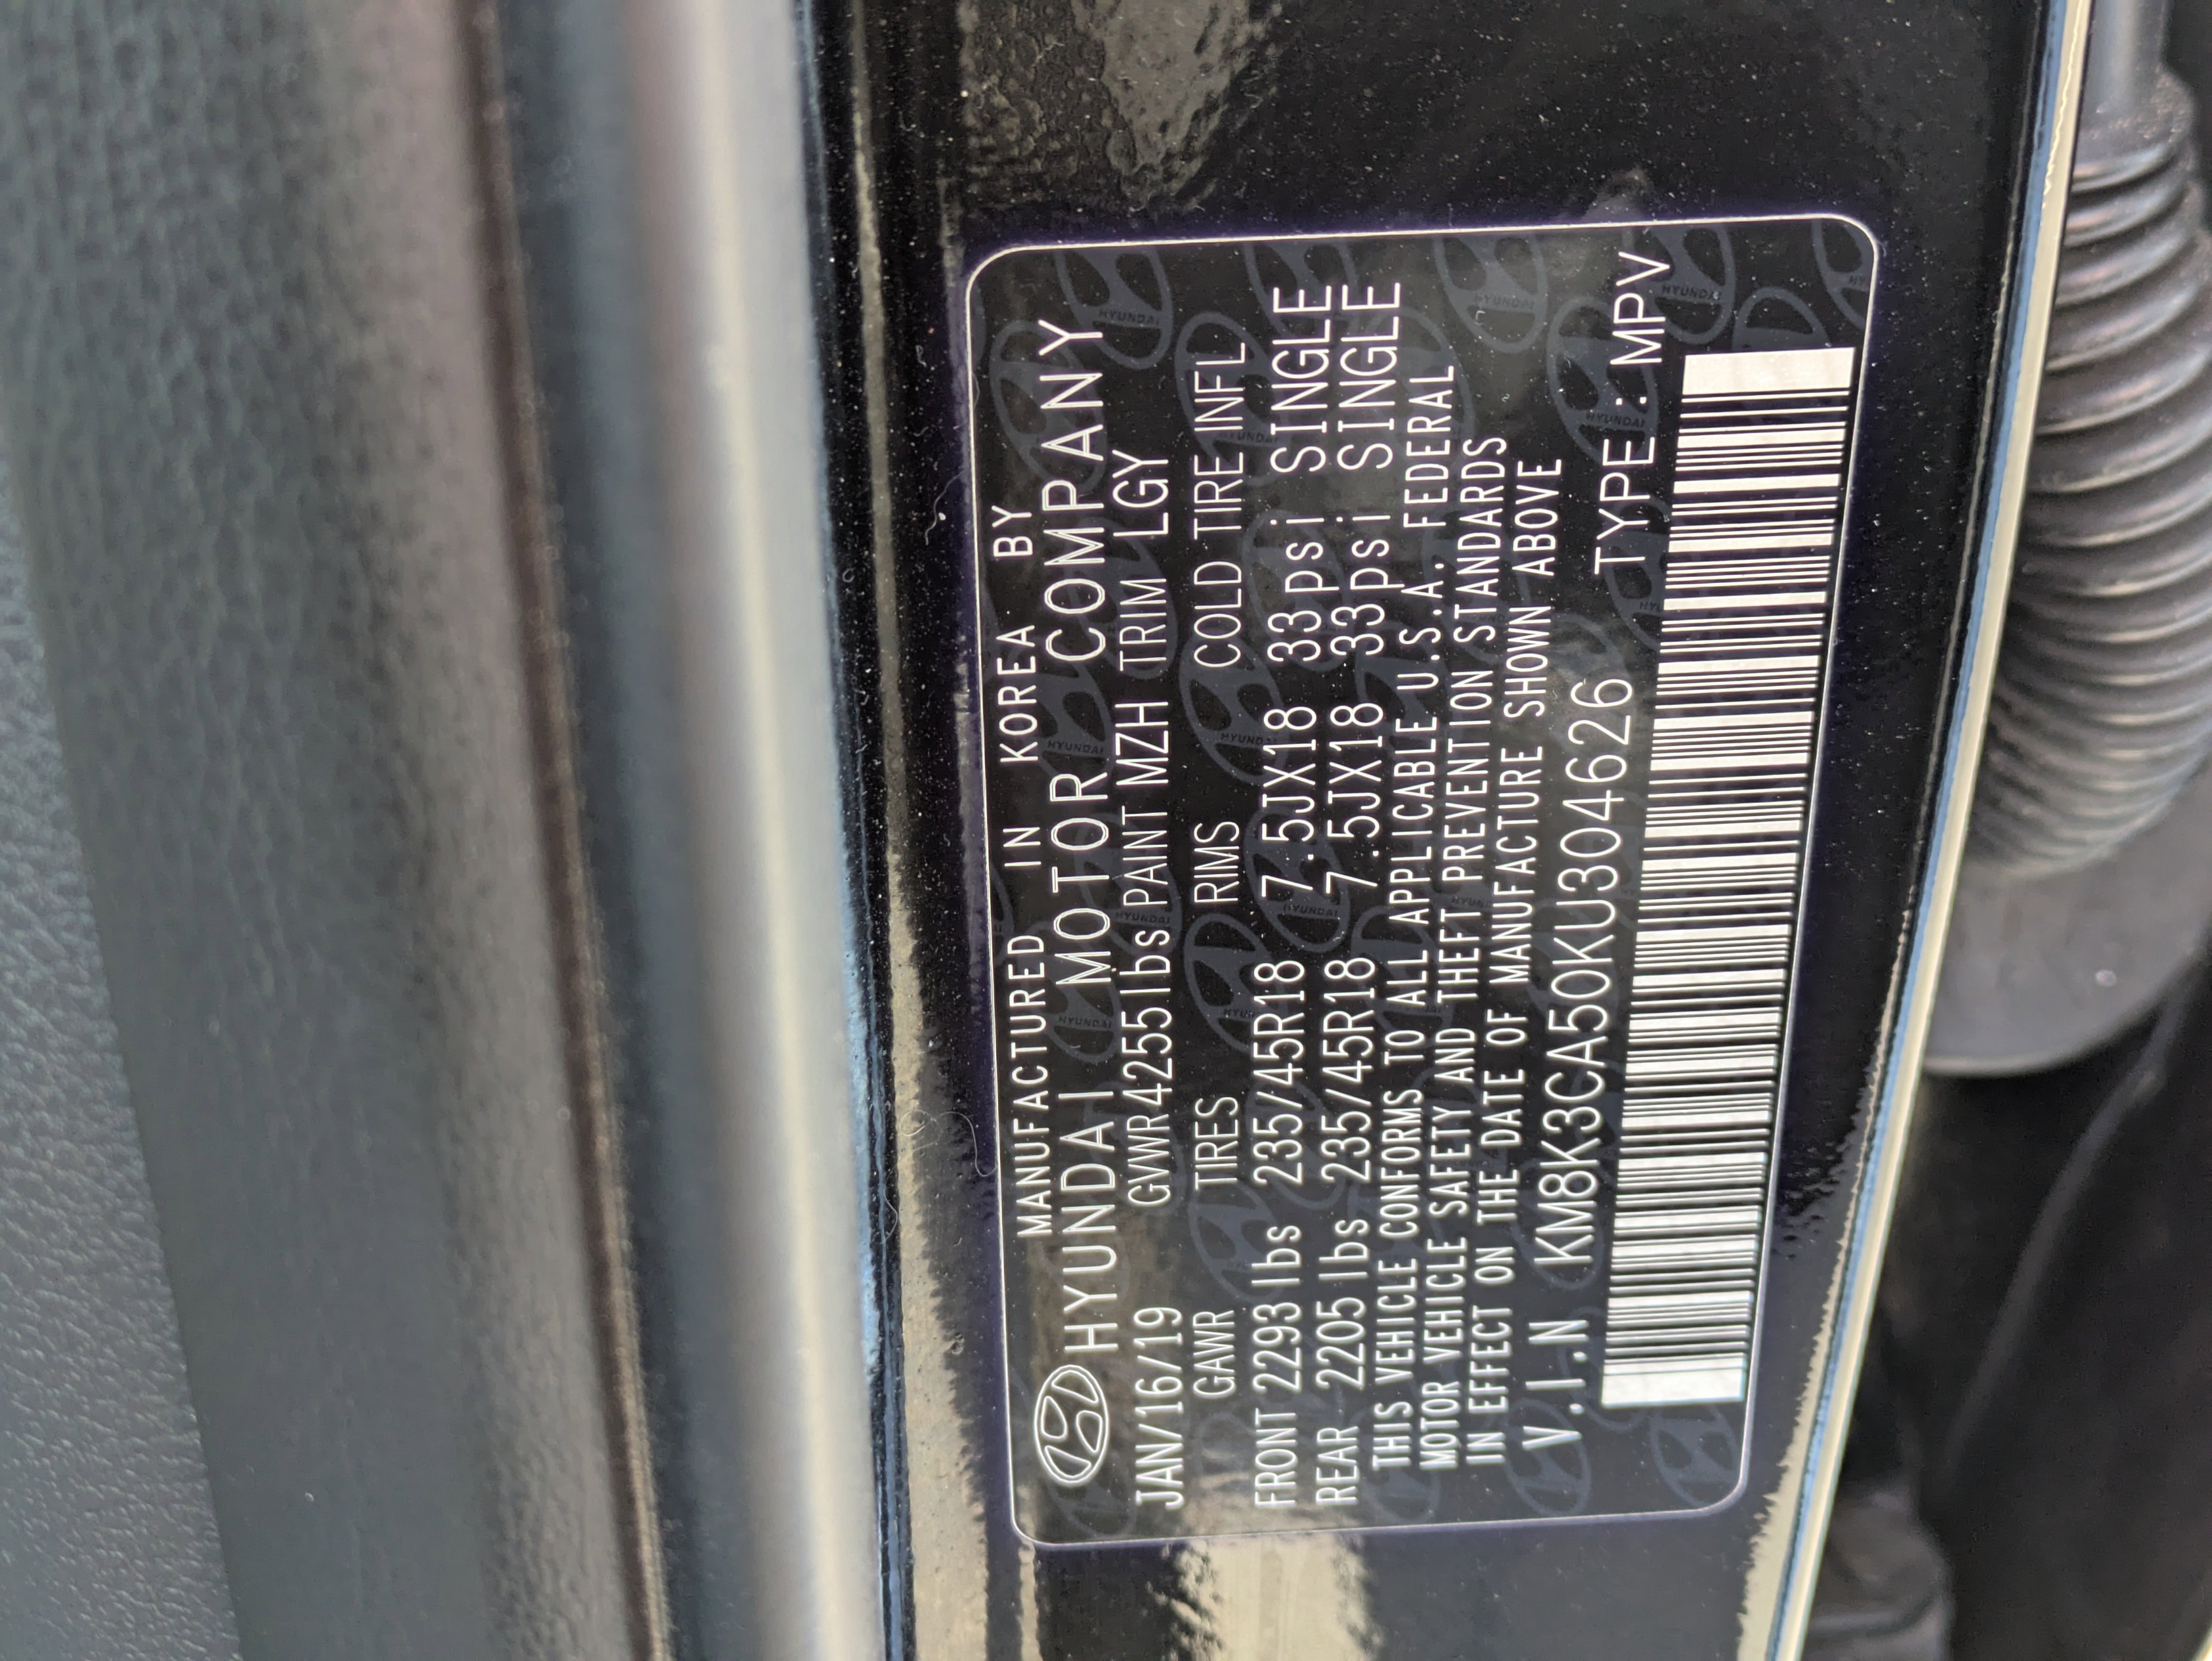 MANUFACTURED IN KOREA BY
HYUNDAI MOTOR COMPANY
JAN/16/19 GVWR 4255 lbs PAINT MZH TRIM LGY
GAWR TIRES RIMS COLD TIRE INFL
FRONT 2293 lbs 235/45R18 7.5JX18 33 psi SINGLE
REAR 2205 lbs 235/45R18 7.5JX18 33 psi SINGLE
THIS VEHICLE CONFORMS TO ALL APPLICABLE U.S.A. FEDERAL
MOTOR VEHICLE SAFETY AND THEFT PREVENTION STANDARDS
IN EFFECT ON THE DATE OF MANUFACTURE SHOWN ABOVE
V.I.N KM8K3CA50KU304626 TYPE : MPV